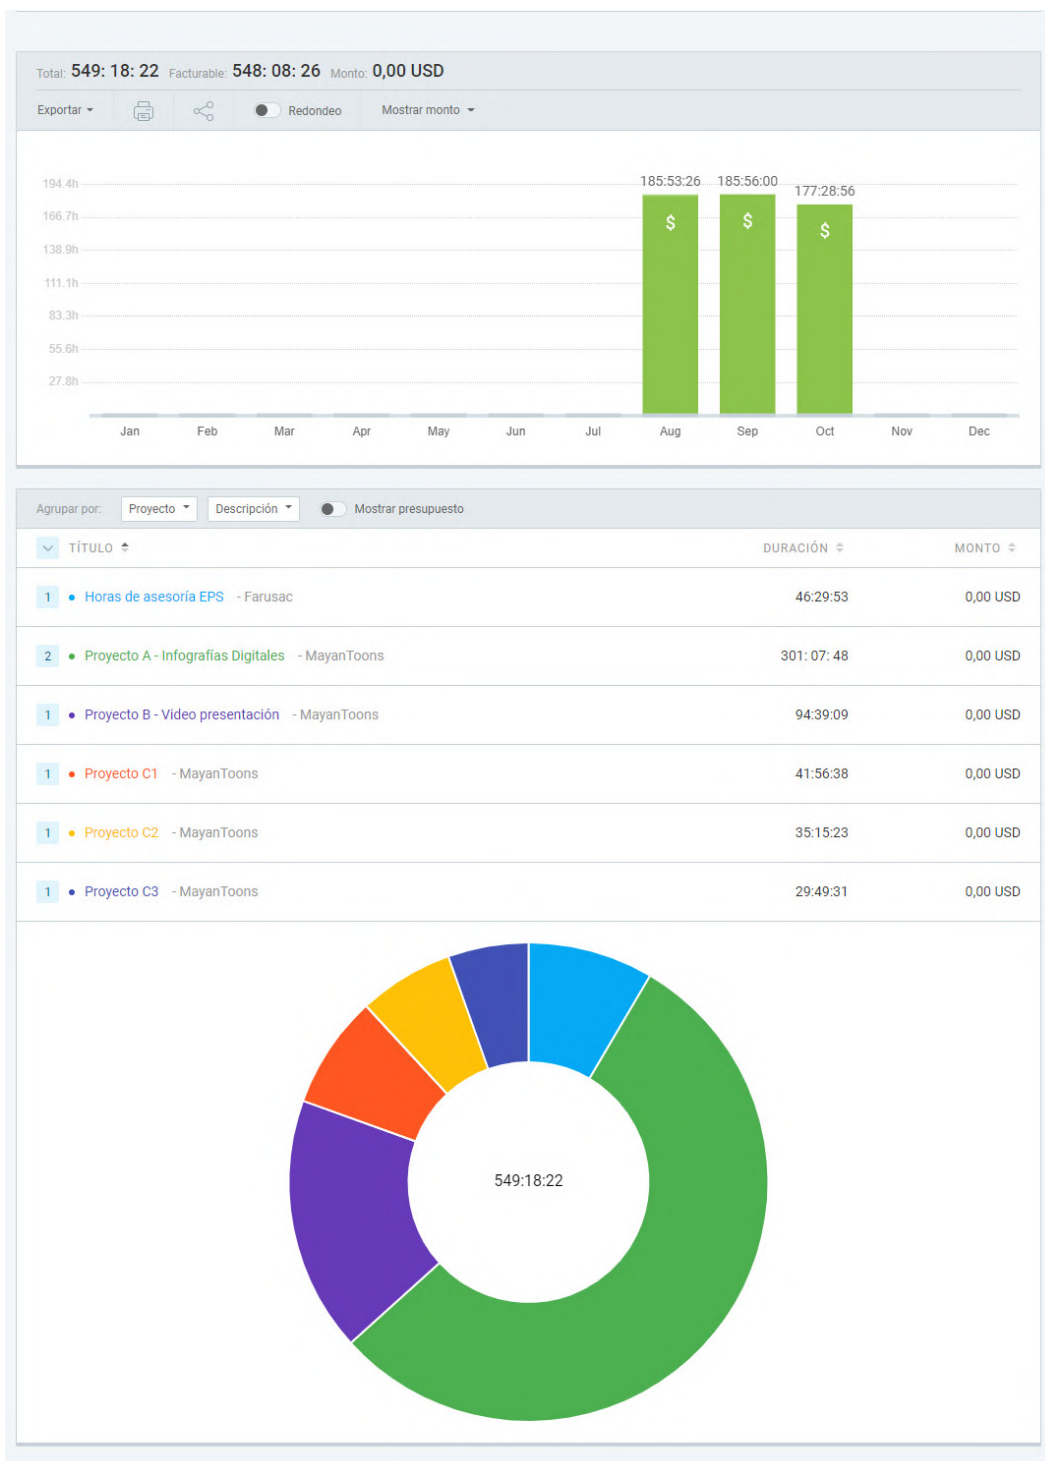 Total: 549: 18: 22 Facturable: 548: 08: 26 Monto: 0,00 USD
Exportar Redondeo Mostrar monto
185:53:26 185:56:00 177:28:56
194.4h
166.7h
138.9h
111.1h
83.3h
55.6h
27.8h
$ $ $
Jan Feb Mar Apr May Jun Jul Aug Sep Oct Nov Dec
Agrupar por: Proyecto Descripción Mostrar presupuesto
TÍTULO DURACIÓN MONTO
1 • Horas de asesoría EPS - Farusac 46:29:53 0,00 USD
2 • Proyecto A - Infografías Digitales - MayanToons 301: 07: 48 0,00 USD
1 • Proyecto B - Video presentación - MayanToons 94:39:09 0,00 USD
1 • Proyecto C1 - MayanToons 41:56:38 0,00 USD
1 • Proyecto C2 - MayanToons 35:15:23 0,00 USD
1 • Proyecto C3 - MayanToons 29:49:31 0,00 USD
549:18:22